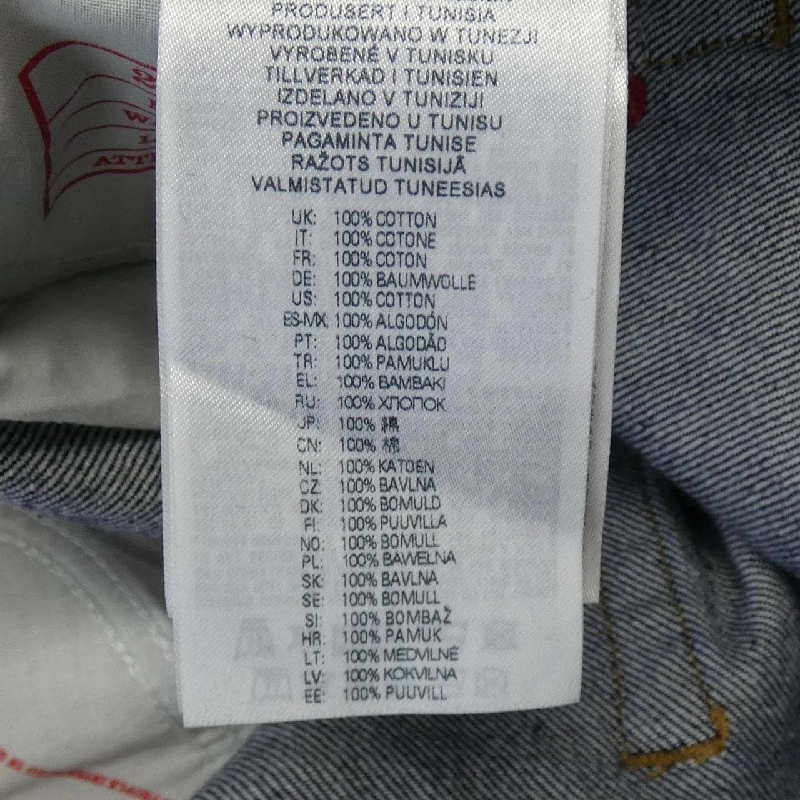 PRODUSERT I TUNISIA
WYPRODUKOWANO W TUNEZJI
VYROBENÉ V TUNISKU
TILLVERKAD I TUNISIEN
IZDELANO V TUNIZIJI
PROIZVEDENO U TUNISU
PAGAMINTA TUNISE
RAŽOTS TUNISIJĀ
VALMISTATUD TUNEESIAS
UK: 100% COTTON
IT: 100% COTONE
FR: 100% COTON
DE: 100% BAUMWOLLE
US: 100% COTTON
ES-MX: 100% ALGODÓN
PT: 100% ALGODÃO
TR: 100% PAMUKLU
EL: 100% BAMBAKI
RU: 100% ХЛОПОК
JP: 100% 綿
CN: 100% 棉
NL: 100% KATOEN
CZ: 100% BAVLNA
DK: 100% BOMULD
FI: 100% PUUVILLA
NO: 100% BOMULL
PL: 100% BAWEŁNA
SK: 100% BAVLNA
SE: 100% BOMULL
SI: 100% BOMBAŽ
HR: 100% PAMUK
LT: 100% MEDVILNĖ
LV: 100% KOKVILNA
EE: 100% PUUVILL